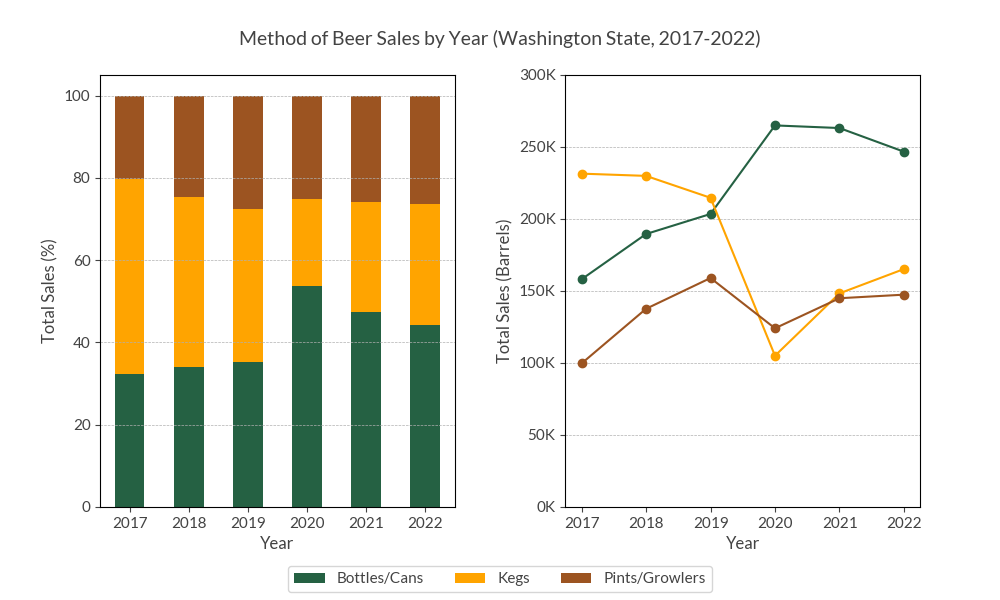 Method of Beer Sales by Year (Washington State, 2017-2022)
Total Sales (%)
100
80
60
40
20
0
2017 2018 2019 2020 2021 2022
Year
Total Sales (Barrels)
300K
250K
200K
150K
100K
50K
0K
2017 2018 2019 2020 2021 2022
Year
Bottles/Cans Kegs Pints/Growlers